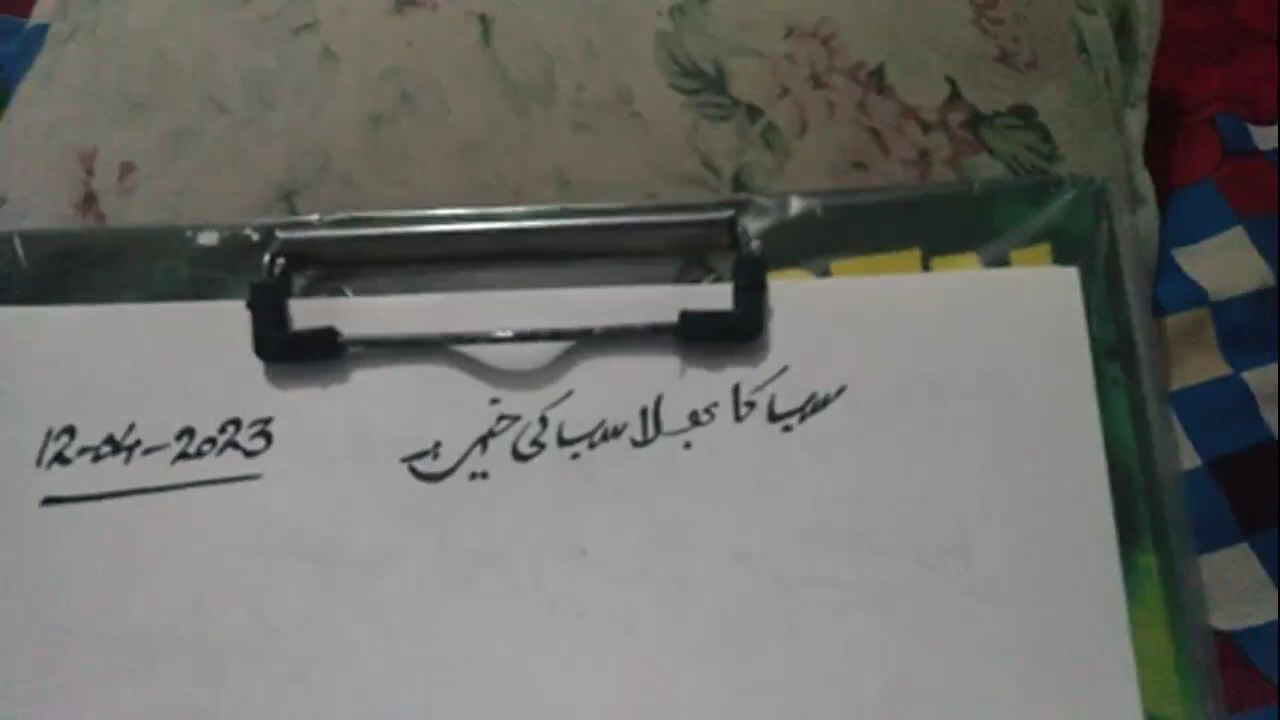 سب کا بھلا سب کی خیر
12-04-2023